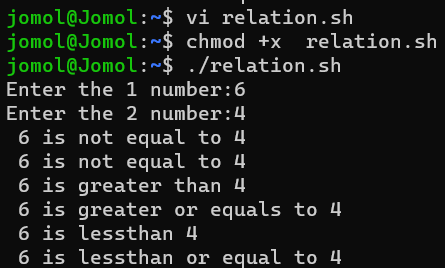 jomol@Jomol:~$ vi relation.sh
jomol@Jomol:~$ chmod +x  relation.sh
jomol@Jomol:~$ ./relation.sh
Enter the 1 number:6
Enter the 2 number:4
 6 is not equal to 4
 6 is not equal to 4
 6 is greater than 4
 6 is greater or equals to 4
 6 is lessthan 4
 6 is lessthan or equal to 4